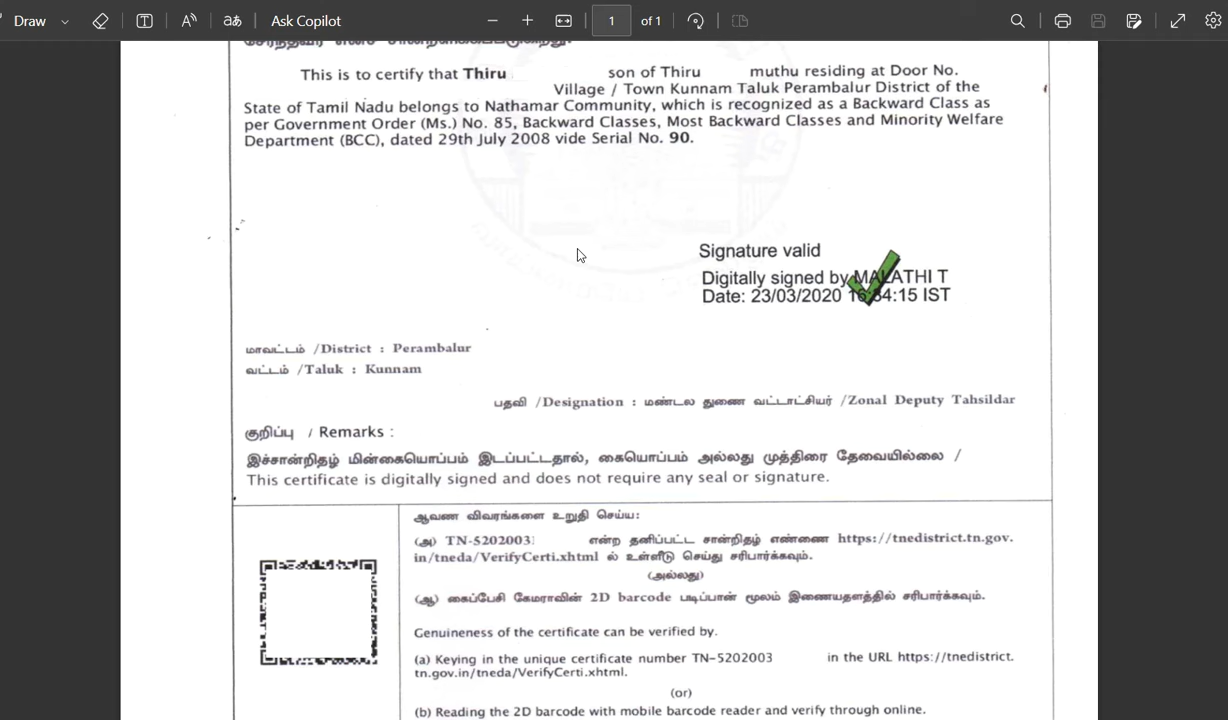 Draw
Ask Copilot
1 of 1
சேர்ந்தவர் எனச் சான்றளிக்கப்படுகிறது.
This is to certify that Thiru son of Thiru muthu residing at Door No.
Village / Town Kunnam Taluk Perambalur District of the
State of Tamil Nadu belongs to Nathamar Community, which is recognized as a Backward Class as
per Government Order (Ms.) No. 85, Backward Classes, Most Backward Classes and Minority Welfare
Department (BCC), dated 29th July 2008 vide Serial No. 90.
Signature valid
Digitally signed by MALATHI T
Date: 23/03/2020 16:34:15 IST
மாவட்டம் /District : Perambalur
வட்டம் /Taluk : Kunnam
பதவி /Designation : மண்டல துணை வட்டாட்சியர் /Zonal Deputy Tahsildar
குறிப்பு / Remarks :
இச்சான்றிதழ் மின்கையொப்பம் இடப்பட்டதால், கையொப்பம் அல்லது முத்திரை தேவையில்லை /
This certificate is digitally signed and does not require any seal or signature.
ஆவண விவரங்களை உறுதி செய்ய:
(அ) TN-5202003 என்ற தனிப்பட்ட சான்றிதழ் எண்ணை https://tnedistrict.tn.gov.
in/tneda/VerifyCerti.xhtml ல் உள்ளீடு செய்து சரிபார்க்கவும்.
(அல்லது)
(ஆ) கைப்பேசி கேமராவின் 2D barcode படிப்பான் மூலம் இணையதளத்தில் சரிபார்க்கவும்.
Genuineness of the certificate can be verified by.
(a) Keying in the unique certificate number TN-5202003 in the URL https://tnedistrict.
tn.gov.in/tneda/VerifyCerti.xhtml.
(or)
(b) Reading the 2D barcode with mobile barcode reader and verify through online.